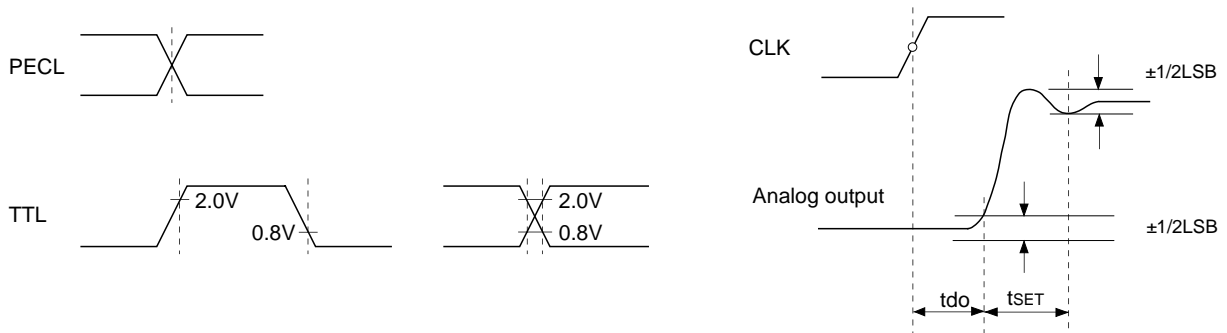 PECL
TTL
2.0V
0.8V
2.0V
0.8V
CLK
±1/2LSB
Analog output
±1/2LSB
tdo
tSET